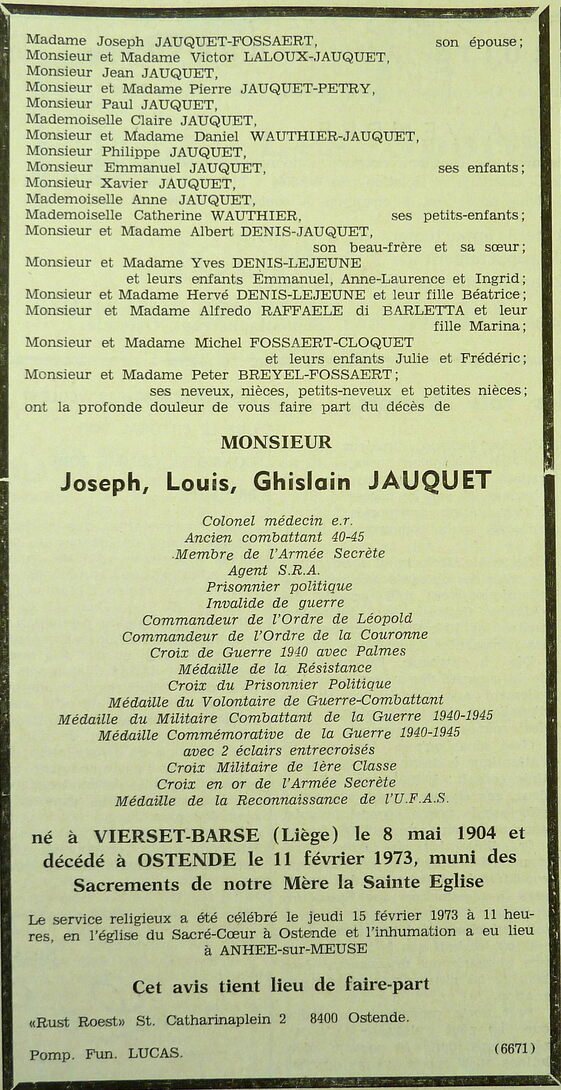 Madame Joseph JAUQUET-FOSSAERT, son épouse;
Monsieur et Madame Victor LALOUX-JAUQUET,
Monsieur Jean JAUQUET,
Monsieur et Madame Pierre JAUQUET-PETRY,
Monsieur Paul JAUQUET,
Mademoiselle Claire JAUQUET,
Monsieur et Madame Daniel WAUTHIER-JAUQUET,
Monsieur Philippe JAUQUET,
Monsieur Emmanuel JAUQUET, ses enfants;
Monsieur Xavier JAUQUET,
Mademoiselle Anne JAUQUET,
Mademoiselle Catherine WAUTHIER, ses petits-enfants;
Monsieur et Madame Albert DENIS-JAUQUET,
son beau-frère et sa sœur;
Monsieur et Madame Yves DENIS-LEJEUNE
et leurs enfants Emmanuel, Anne-Laurence et Ingrid;
Monsieur et Madame Hervé DENIS-LEJEUNE et leur fille Béatrice;
Monsieur et Madame Alfredo RAFFAELE di BARLETTA et leur
fille Marina;
Monsieur et Madame Michel FOSSAERT-CLOQUET
et leurs enfants Julie et Frédéric;
Monsieur et Madame Peter BREYEL-FOSSAERT;
ses neveux, nièces, petits-neveux et petites nièces;
ont la profonde douleur de vous faire part du décès de
MONSIEUR
Joseph, Louis, Ghislain JAUQUET
Colonel médecin e.r.
Ancien combattant 40-45
Membre de l'Armée Secrète
Agent S.R.A.
Prisonnier politique
Invalide de guerre
Commandeur de l'Ordre de Léopold
Commandeur de l'Ordre de la Couronne
Croix de Guerre 1940 avec Palmes
Médaille de la Résistance
Croix du Prisonnier Politique
Médaille du Volontaire de Guerre-Combattant
Médaille du Militaire Combattant de la Guerre 1940-1945
Médaille Commémorative de la Guerre 1940-1945
avec 2 éclairs entrecroisés
Croix Militaire de 1ère Classe
Croix en or de l'Armée Secrète
Médaille de la Reconnaissance de l'U.F.A.S.
né à VIERSET-BARSE (Liège) le 8 mai 1904 et
décédé à OSTENDE le 11 février 1973, muni des
Sacrements de notre Mère la Sainte Eglise
Le service religieux a été célébré le jeudi 15 février 1973 à 11 heu-
res, en l'église du Sacré-Cœur à Ostende et l'inhumation a eu lieu
à ANHEE-sur-MEUSE
Cet avis tient lieu de faire-part
«Rust Roest» St. Catharinaplein 2 8400 Ostende.
Pomp. Fun. LUCAS. (6671)